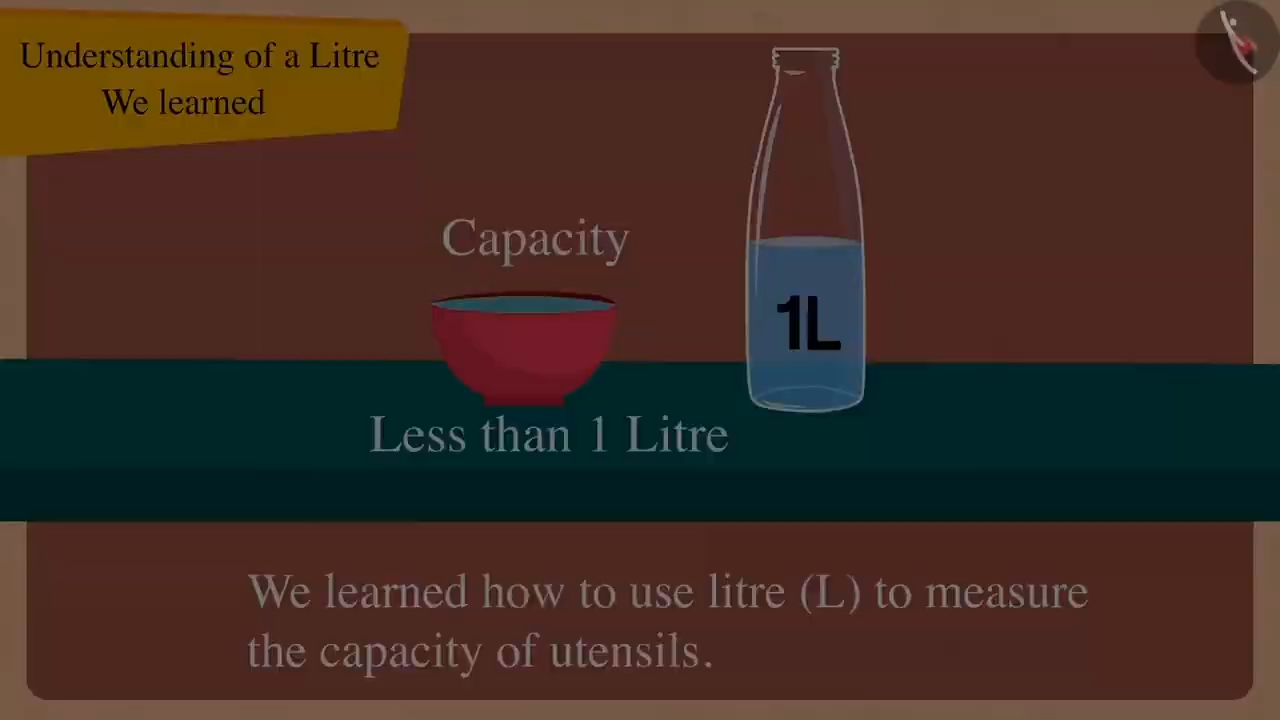 Understanding of a Litre
We learned
Capacity
1L
Less than 1 Litre
We learned how to use litre (L) to measure
the capacity of utensils.